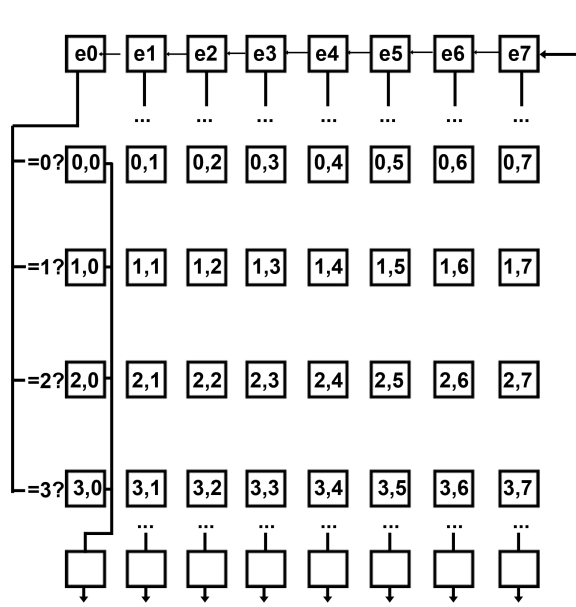 e0 e1 e2 e3 e4 e5 e6 e7
... ... ... ... ... ... ...
=0? 0,0 0,1 0,2 0,3 0,4 0,5 0,6 0,7
=1? 1,0 1,1 1,2 1,3 1,4 1,5 1,6 1,7
=2? 2,0 2,1 2,2 2,3 2,4 2,5 2,6 2,7
=3? 3,0 3,1 3,2 3,3 3,4 3,5 3,6 3,7
... ... ... ... ... ... ...